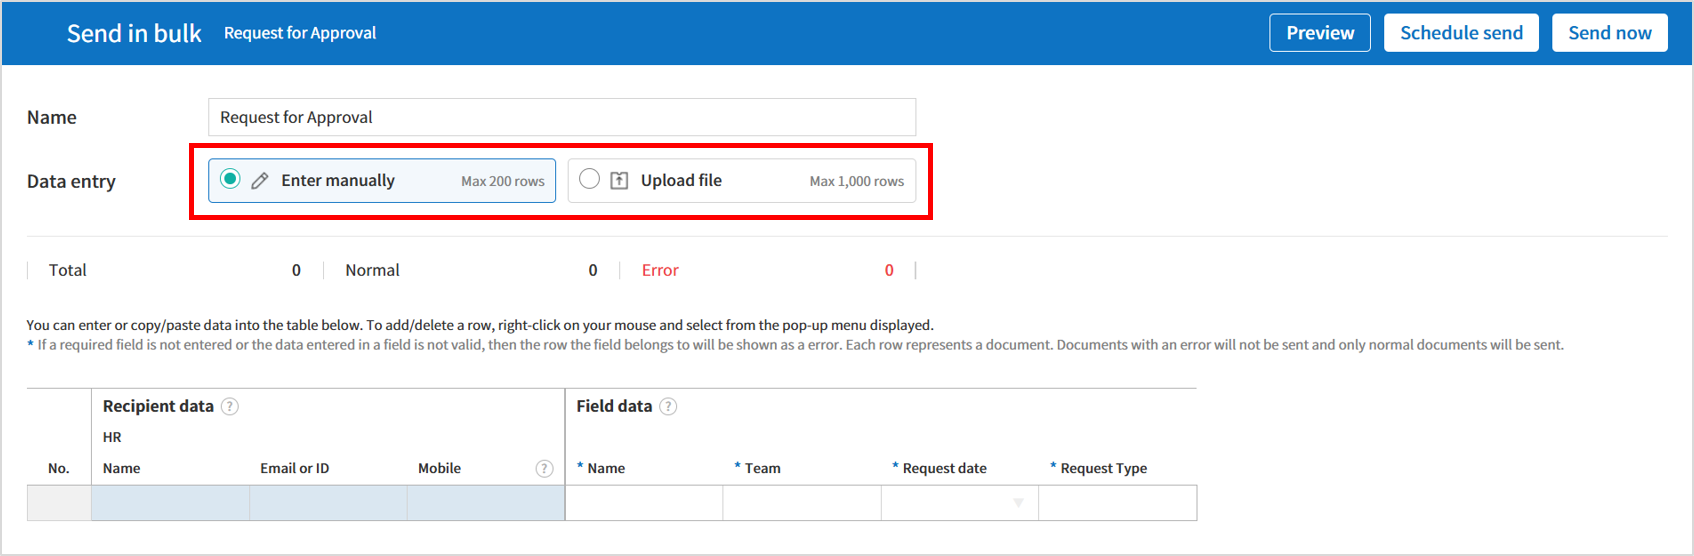 Send in bulk Request for Approval Preview Schedule send Send now
Name Request for Approval
Data entry Enter manually Max 200 rows Upload file Max 1,000 rows
Total 0 Normal 0 Error 0
You can enter or copy/paste data into the table below. To add/delete a row, right-click on your mouse and select from the pop-up menu displayed.
* If a required field is not entered or the data entered in a field is not valid, then the row the field belongs to will be shown as a error. Each row represents a document. Documents with an error will not be sent and only normal documents will be sent.
Recipient data ? Field data ?
HR
No. Name Email or ID Mobile ? * Name * Team * Request date * Request Type